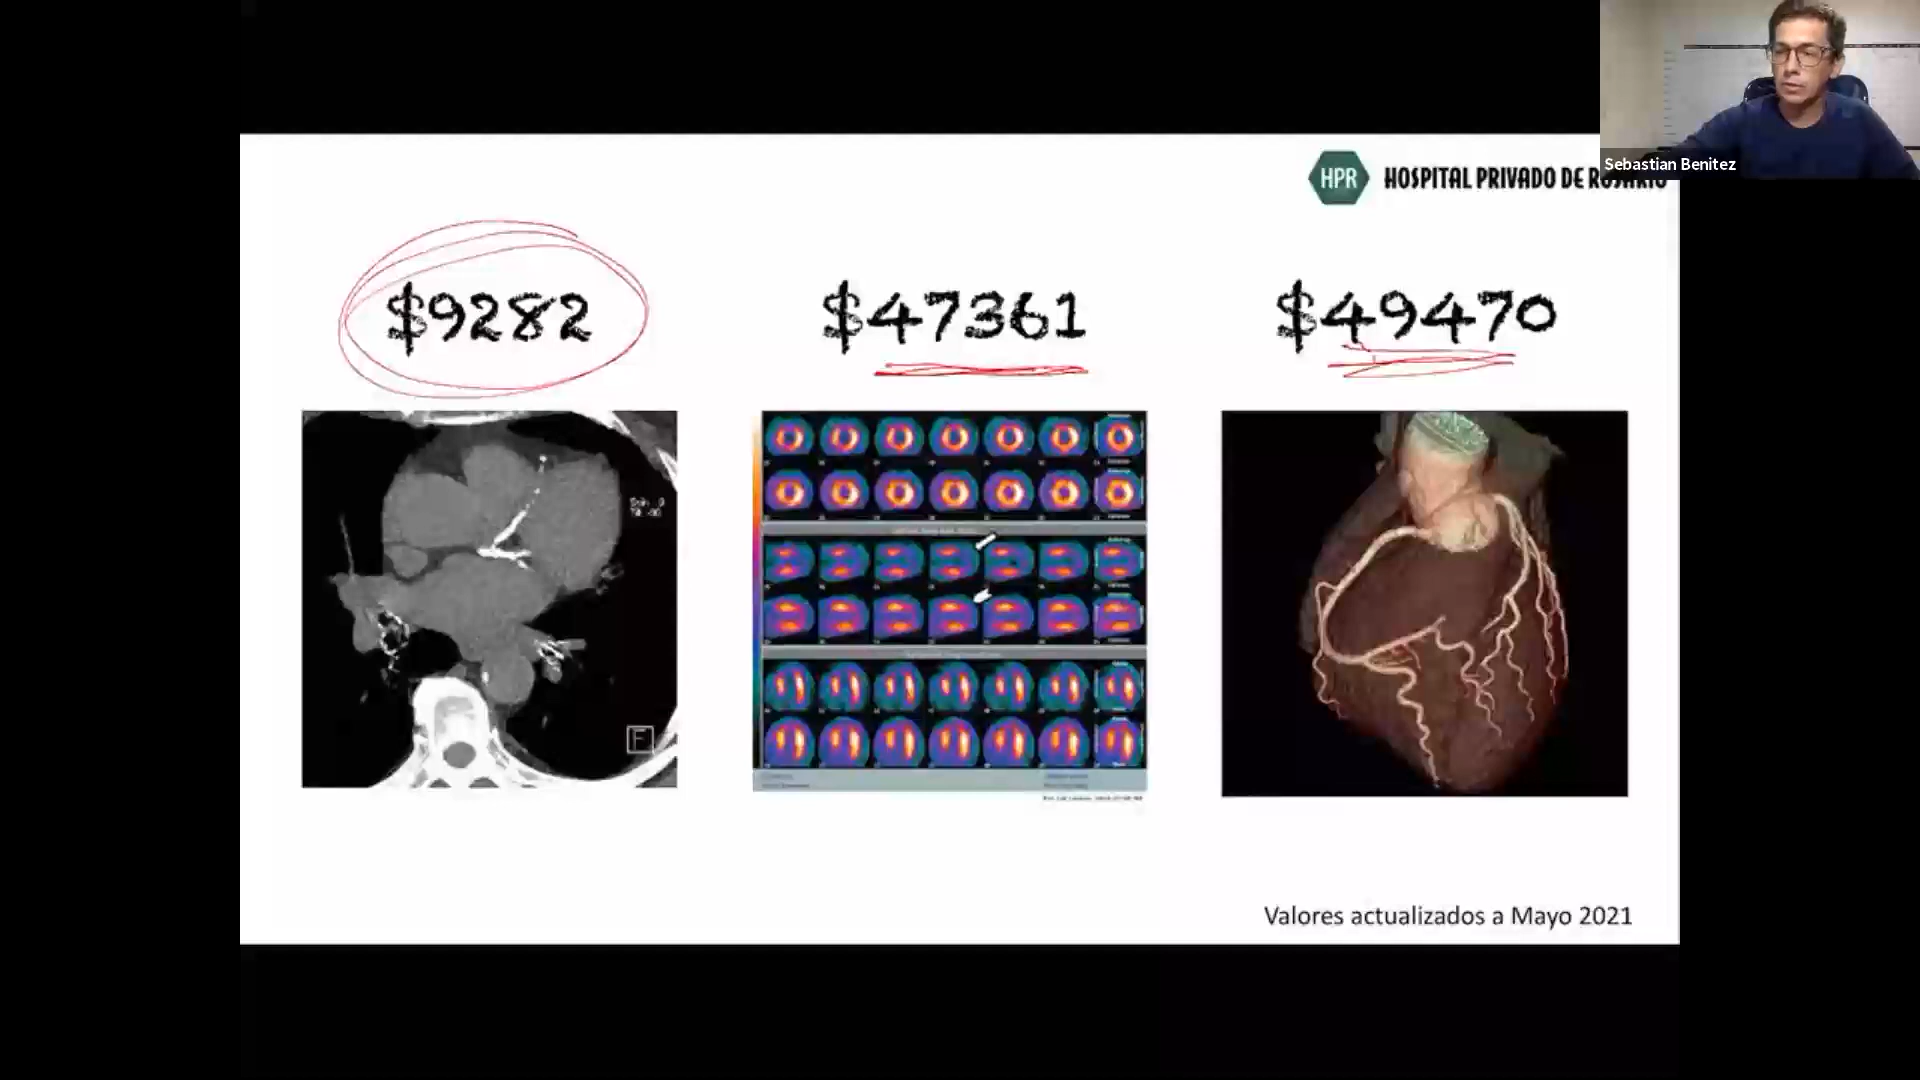 Sebastian Benitez
HPR HOSPITAL PRIVADO DE ROSARIO
$9282 $47361 $49470
F
Valores actualizados a Mayo 2021